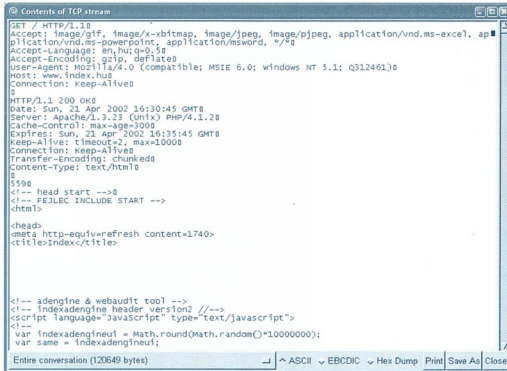 Contents of TCP stream
GET / HTTP/1.1
Accept: image/gif, image/x-xbitmap, image/jpeg, image/pjpeg, application/vnd.ms-excel, ap
plication/vnd.ms-powerpoint, application/msword, */*
Accept-Language: en,hu;q=0.5
Accept-Encoding: gzip, deflate
User-Agent: Mozilla/4.0 (compatible; MSIE 6.0; Windows NT 5.1; Q312461)
Host: www.index.hu
Connection: Keep-Alive
HTTP/1.1 200 OK
Date: Sun, 21 Apr 2002 16:30:45 GMT
Server: Apache/1.3.23 (Unix) PHP/4.1.2
Cache-Control: max-age=300
Expires: Sun, 21 Apr 2002 16:35:45 GMT
Keep-Alive: timeout=2, max=1000
Connection: Keep-Alive
Transfer-Encoding: chunked
Content-Type: text/html
559
<!-- head start -->
<!-- FEJLEC INCLUDE START -->
<html>
<head>
<meta http-equiv=refresh content=1740>
<title>Index</title>
<!-- adengine & webaudit tool -->
<!-- indexadengine header version2 //-->
<script language="JavaScript" type="text/javascript">
<!--
var indexadengineui = Math.round(Math.random()*10000000);
var same = indexadengineui;
Entire conversation (120649 bytes) ASCII EBCDIC Hex Dump Print Save As Close